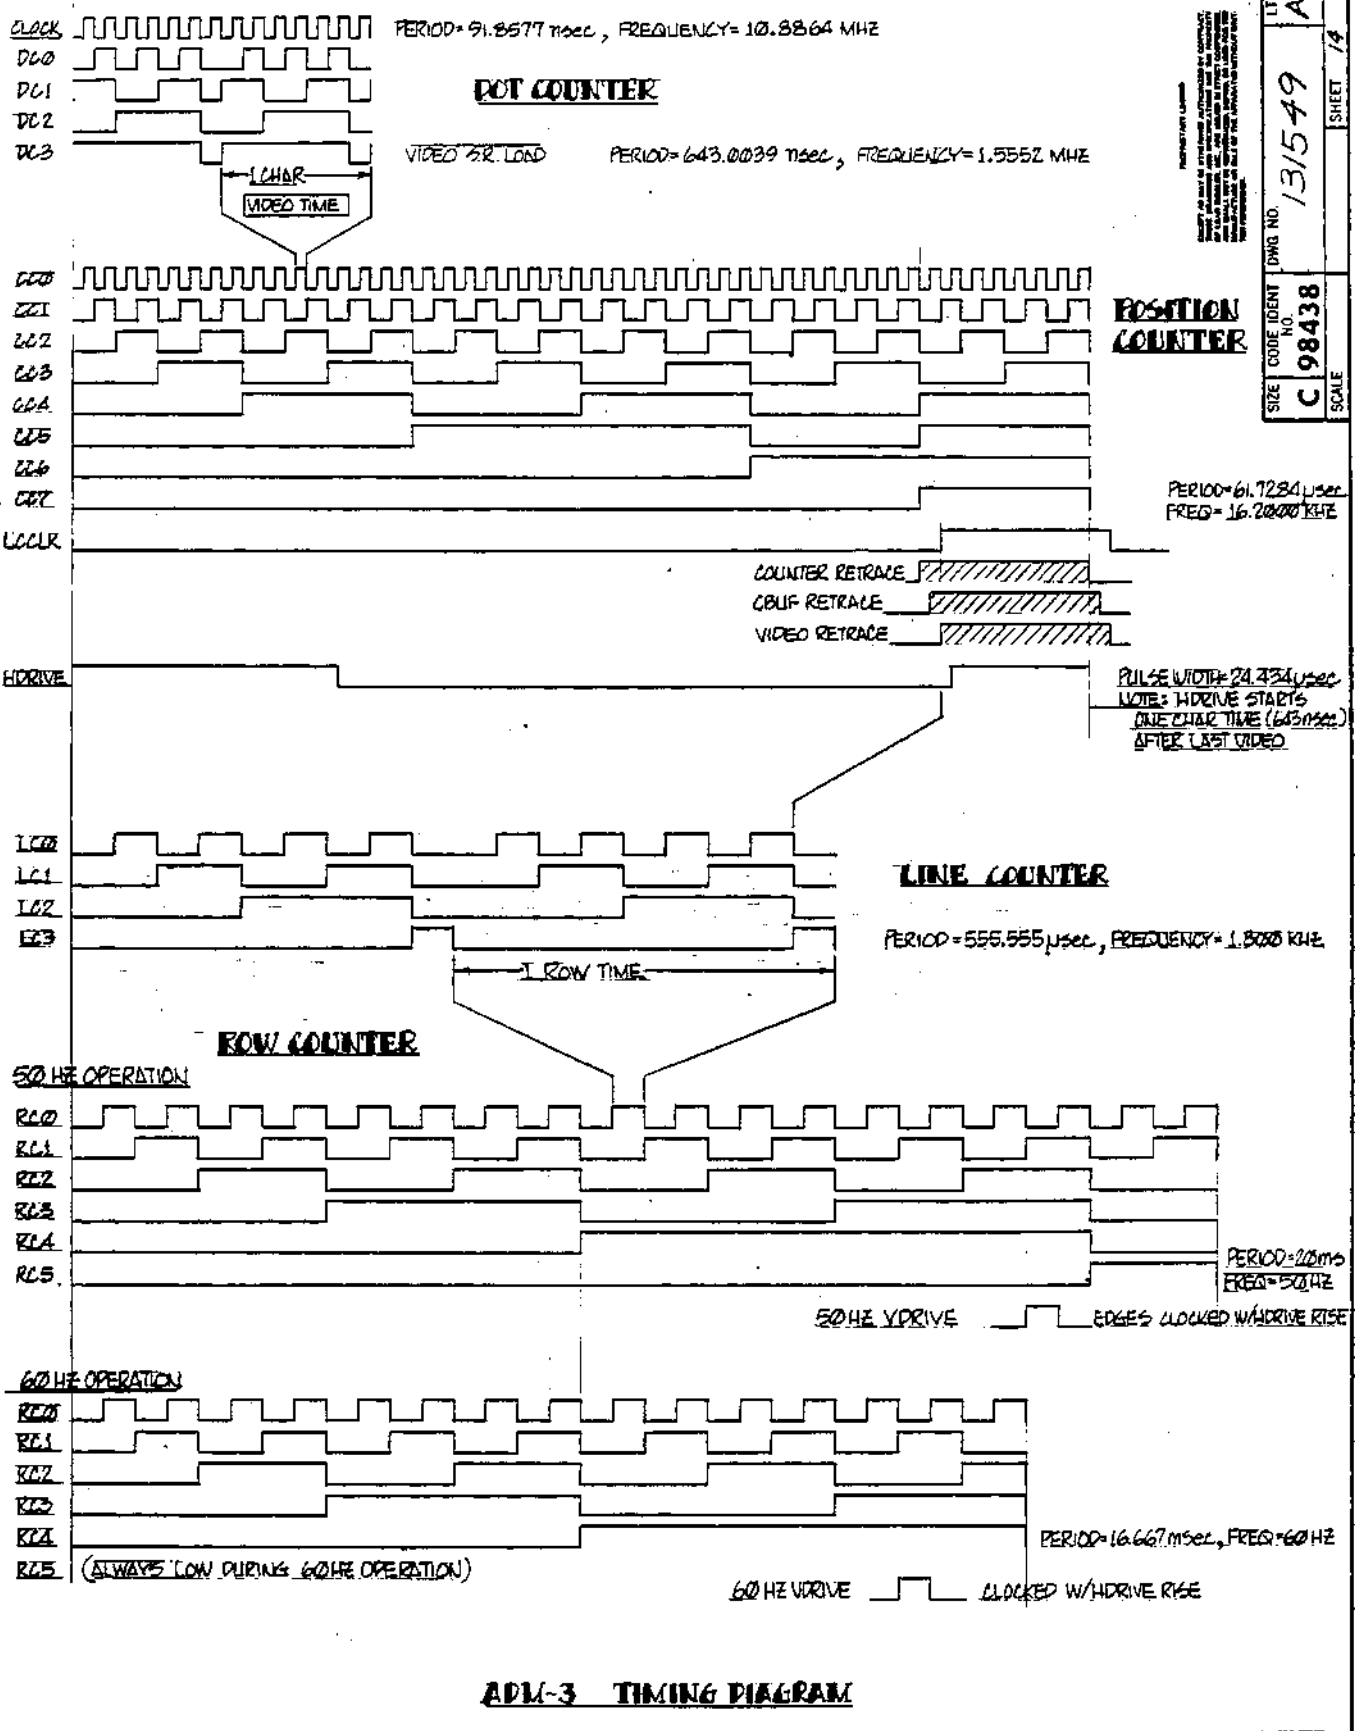 CLOCK PERIOD=91.8577 nsec, FREQUENCY=10.8864 MHZ
DC0
DC1
DOT COUNTER
DC2
DC3 VIDEO S.R. LOAD PERIOD=643.0039 nsec, FREQUENCY=1.5552 MHZ
1 CHAR
VIDEO TIME
CC0
CC1
POSITION COUNTER
CC2
CC3
CC4
CC5
CC6
CC7
PERIOD=61.7284 µsec
FREQ=16.2000 KHZ
LCCLR
COUNTER RETRACE
CBUF RETRACE
VIDEO RETRACE
HDRIVE
PULSE WIDTH=24.434µsec
NOTE: HDRIVE STARTS
ONE CHAR TIME (643nsec)
AFTER LAST VIDEO
LC0
LC1
LINE COUNTER
LC2
LC3 PERIOD=555.555µsec, FREQUENCY=1.8000 KHZ
1 ROW TIME
ROW COUNTER
50 HZ OPERATION
RC0
RC1
RC2
RC3
RC4
RC5
PERIOD=20ms
FREQ=50HZ
50HZ VDRIVE EDGES CLOCKED W/HDRIVE RISE
60 HZ OPERATION
RC0
RC1
RC2
RC3
RC4
PERIOD=16.667msec, FREQ=60HZ
RC5 (ALWAYS LOW DURING 60HZ OPERATION)
60 HZ VDRIVE CLOCKED W/HDRIVE RISE
ADM-3 TIMING DIAGRAM
SIZE C
CODE IDENT NO. 98438
DWG NO. 131549
A
SCALE
SHEET 14